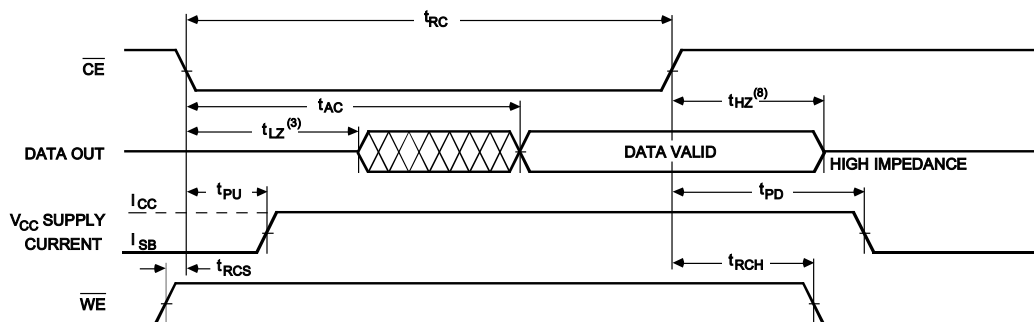 tRC
CE
tAC
tHZ(8)
tLZ(3)
DATA OUT
DATA VALID
HIGH IMPEDANCE
tPU
tPD
ICC
VCC SUPPLY
CURRENT
ISB
tRCS
tRCH
WE